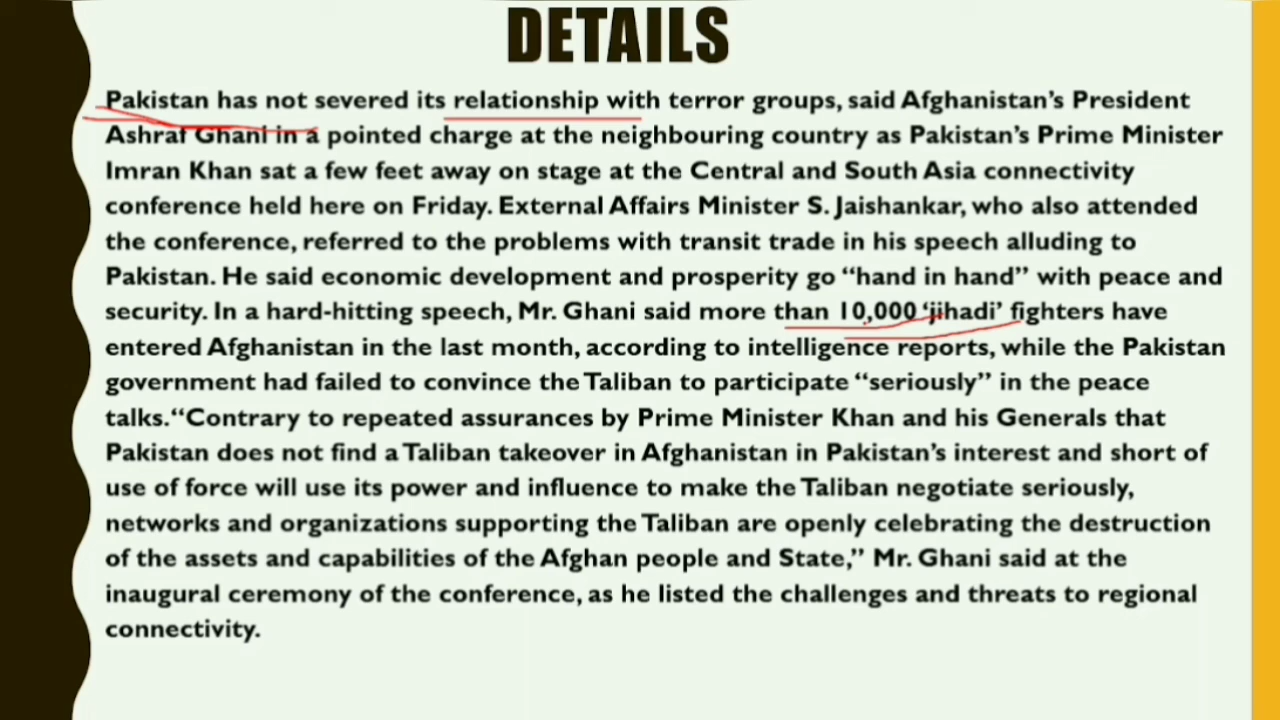 DETAILS
Pakistan has not severed its relationship with terror groups, said Afghanistan's President
Ashraf Ghani in a pointed charge at the neighbouring country as Pakistan's Prime Minister
Imran Khan sat a few feet away on stage at the Central and South Asia connectivity
conference held here on Friday. External Affairs Minister S. Jaishankar, who also attended
the conference, referred to the problems with transit trade in his speech alluding to
Pakistan. He said economic development and prosperity go “hand in hand” with peace and
security. In a hard-hitting speech, Mr. Ghani said more than 10,000 ‘jihadi’ fighters have
entered Afghanistan in the last month, according to intelligence reports, while the Pakistan
government had failed to convince the Taliban to participate “seriously” in the peace
talks. “Contrary to repeated assurances by Prime Minister Khan and his Generals that
Pakistan does not find a Taliban takeover in Afghanistan in Pakistan's interest and short of
use of force will use its power and influence to make the Taliban negotiate seriously,
networks and organizations supporting the Taliban are openly celebrating the destruction
of the assets and capabilities of the Afghan people and State,” Mr. Ghani said at the
inaugural ceremony of the conference, as he listed the challenges and threats to regional
connectivity.